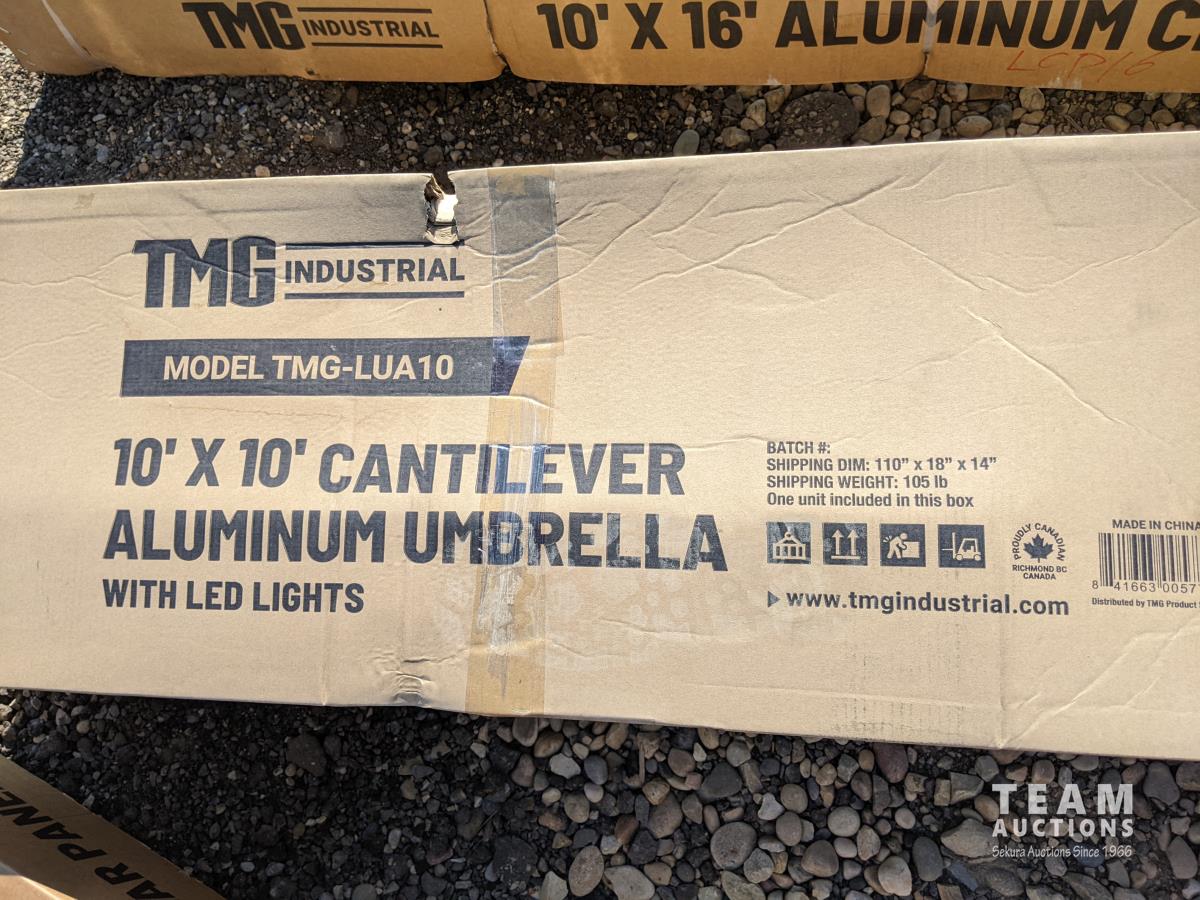 TMG INDUSTRIAL
10' X 16' ALUMINUM C
LCP16
TMG INDUSTRIAL
MODEL TMG-LUA10
10' X 10' CANTILEVER
ALUMINUM UMBRELLA
WITH LED LIGHTS
BATCH #:
SHIPPING DIM: 110” x 18” x 14”
SHIPPING WEIGHT: 105 lb
One unit included in this box
PROUDLY CANADIAN
RICHMOND BC
CANADA
www.tmgindustrial.com
MADE IN CHINA
8 41663 0057
Distributed by TMG Product
AR PANE
TEAM
AUCTIONS
Sekura Auctions Since 1966